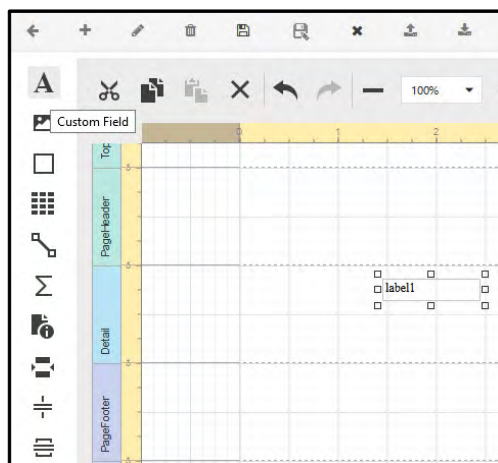 100%
A
Custom Field
0 1 2
Top
PageHeader
label1
Detail
PageFooter